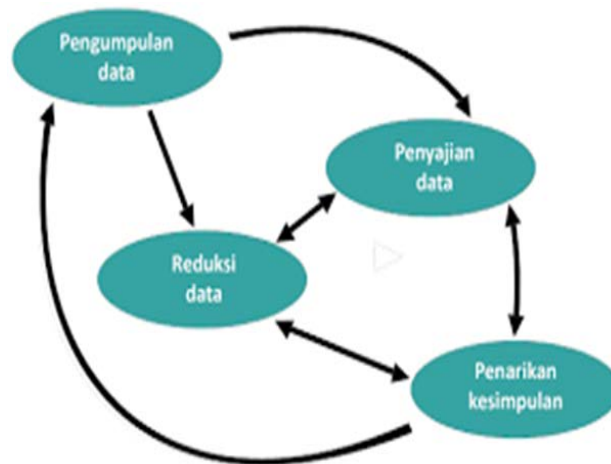 Pengumpulan
data
Penyajian
data
Reduksi
data
Penarikan
kesimpulan